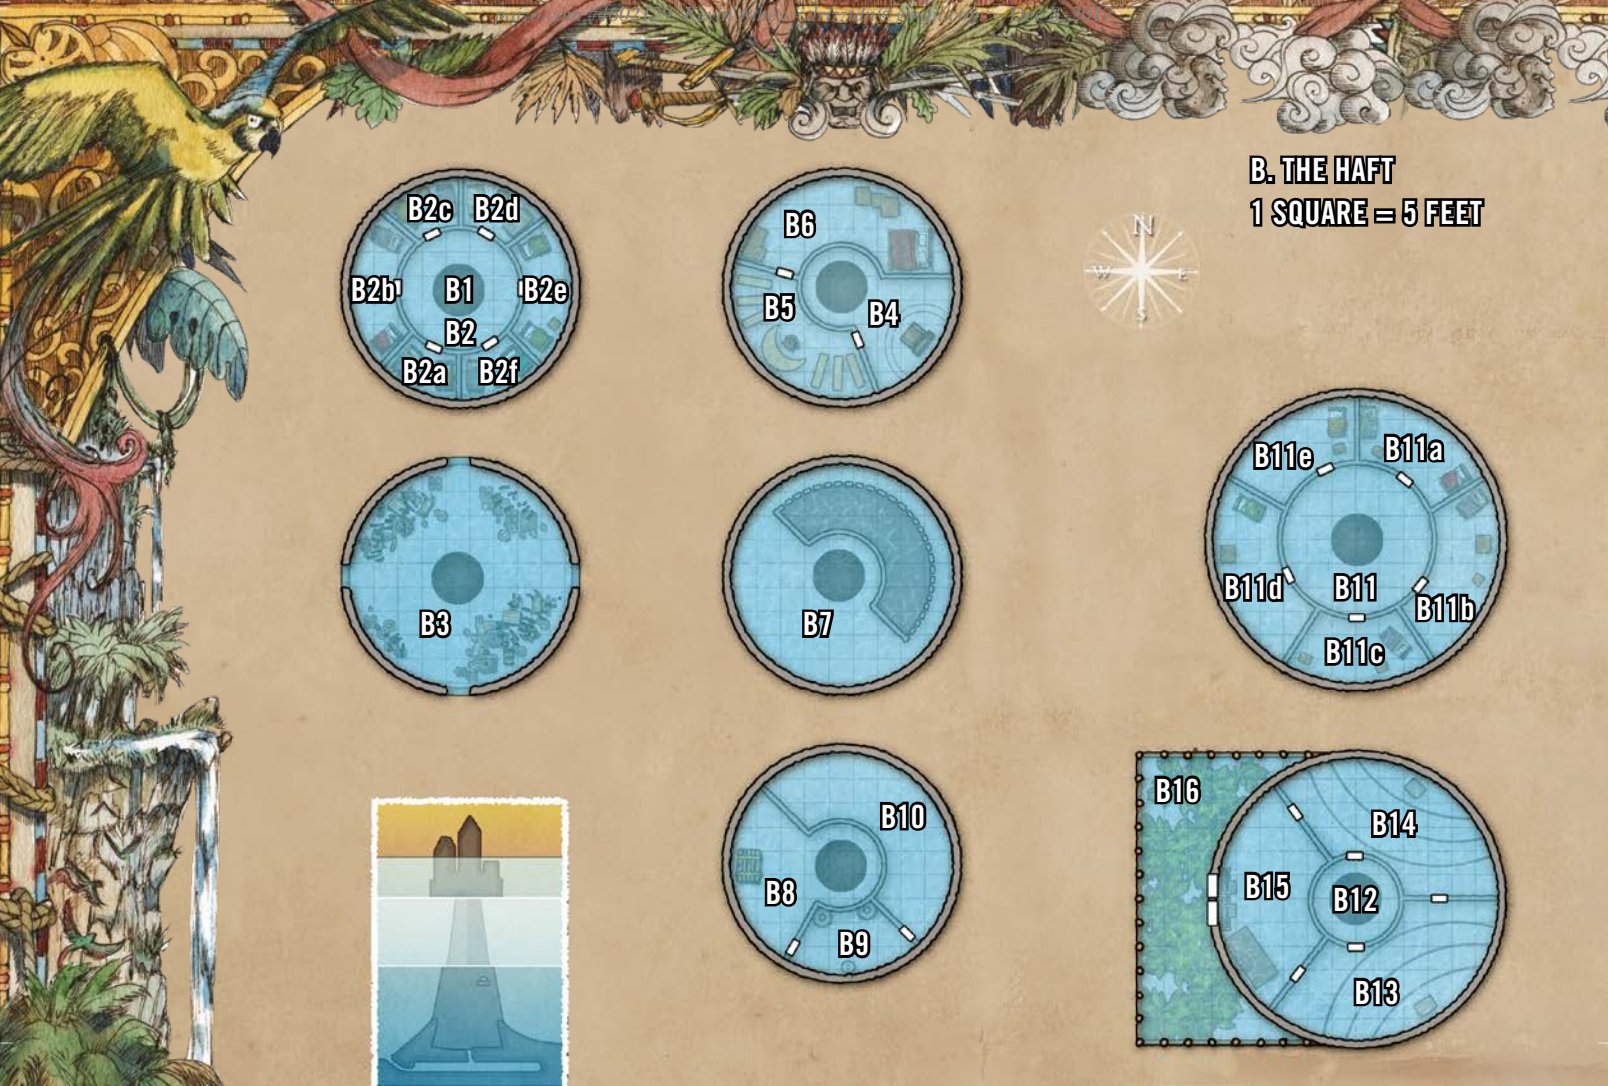 B. THE HAFT
1 SQUARE = 5 FEET
N
W
E
S
B2c
B2d
B2b
B1
B2e
B2
B2a
B2f
B6
B5
B4
B3
B7
B11e
B11a
B11d
B11
B11b
B11c
B10
B8
B9
B16
B14
B15
B12
B13